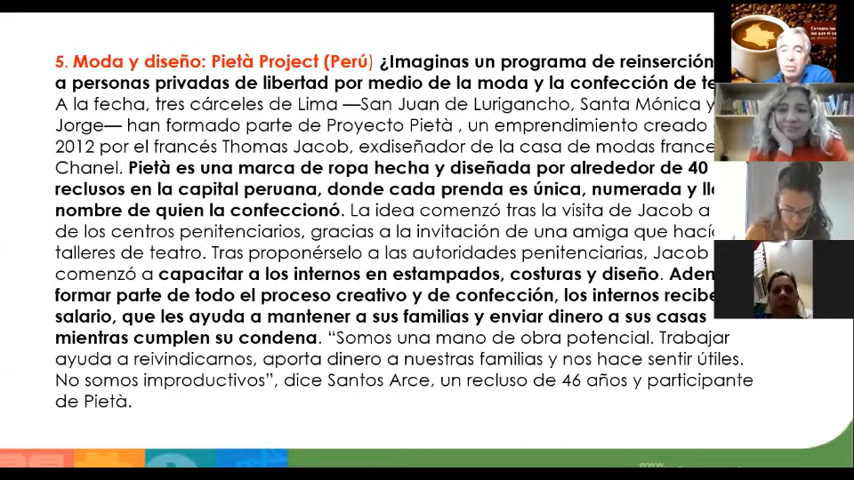 5. Moda y diseño: Pietà Project (Perú) ¿Imaginas un programa de reinserción
a personas privadas de libertad por medio de la moda y la confección de
A la fecha, tres cárceles de Lima —San Juan de Lurigancho, Santa Mónica y
Jorge— han formado parte de Proyecto Pietà , un emprendimiento creado
2012 por el francés Thomas Jacob, exdiseñador de la casa de modas
Chanel. Pietà es una marca de ropa hecha y diseñada por alrededor de 40
reclusos en la capital peruana, donde cada prenda es única, numerada y
nombre de quien la confeccionó. La idea comenzó tras la visita de Jacob a
de los centros penitenciarios, gracias a la invitación de una amiga que
talleres de teatro. Tras proponérselo a las autoridades penitenciarias, Jacob
comenzó a capacitar a los internos en estampados, costuras y diseño.
formar parte de todo el proceso creativo y de confección, los internos
salario, que les ayuda a mantener a sus familias y enviar dinero a sus casas
mientras cumplen su condena. “Somos una mano de obra potencial. Trabajar
ayuda a reivindicarnos, aporta dinero a nuestras familias y nos hace sentir útiles.
No somos improductivos”, dice Santos Arce, un recluso de 46 años y participante
de Pietà.